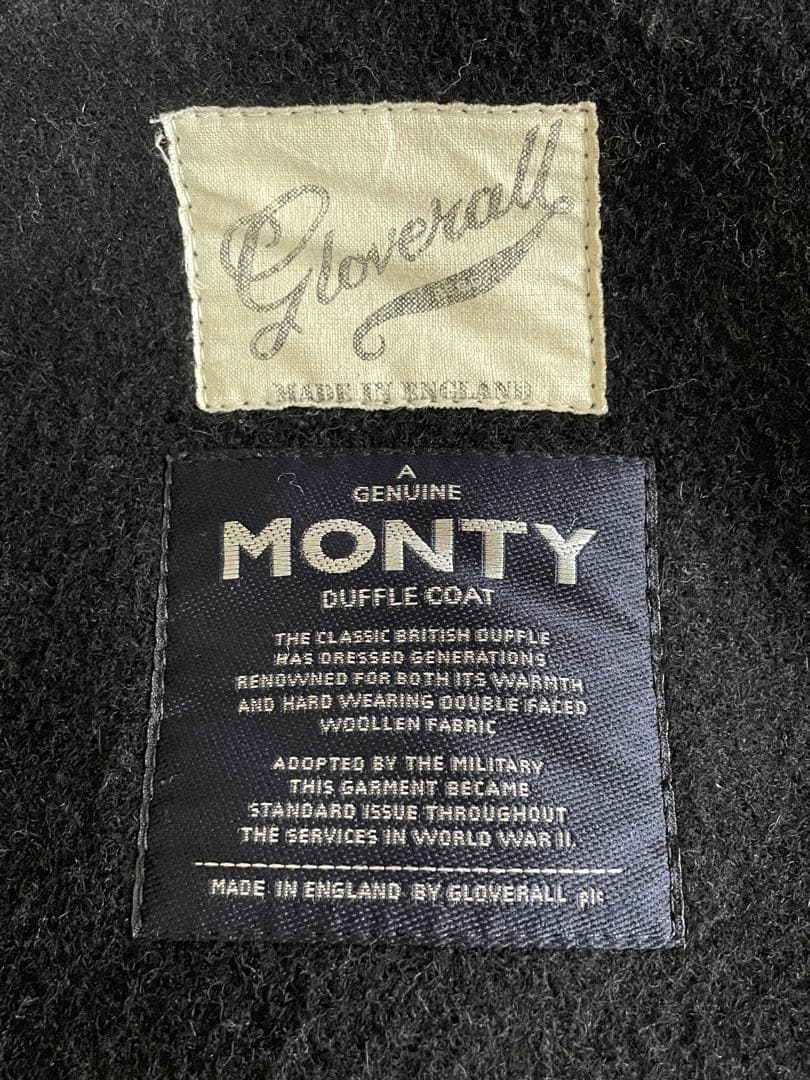 Gloverall
MADE IN ENGLAND
A
GENUINE
MONTY
DUFFLE COAT
THE CLASSIC BRITISH DUFFLE
HAS DRESSED GENERATIONS
RENOWNED FOR BOTH ITS WARMTH
AND HARD WEARING DOUBLE FACED
WOOLLEN FABRIC
ADOPTED BY THE MILITARY
THIS GARMENT BECAME
STANDARD ISSUE THROUGHOUT
THE SERVICES IN WORLD WAR II.
MADE IN ENGLAND BY GLOVERALL plc